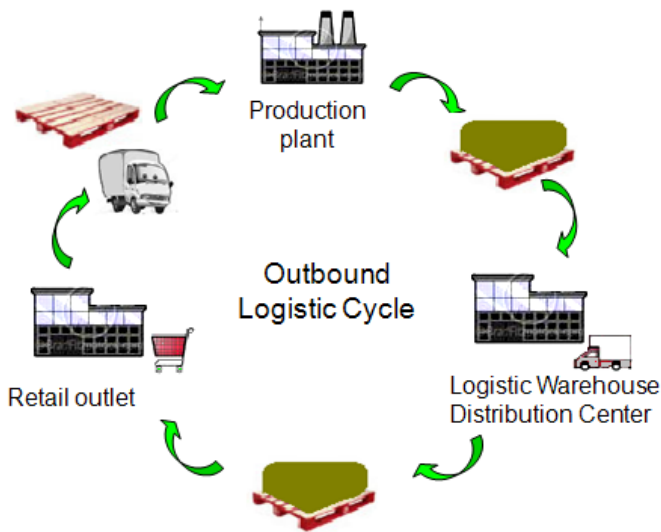 Production
plant
Outbound
Logistic Cycle
Retail outlet
Logistic Warehouse
Distribution Center